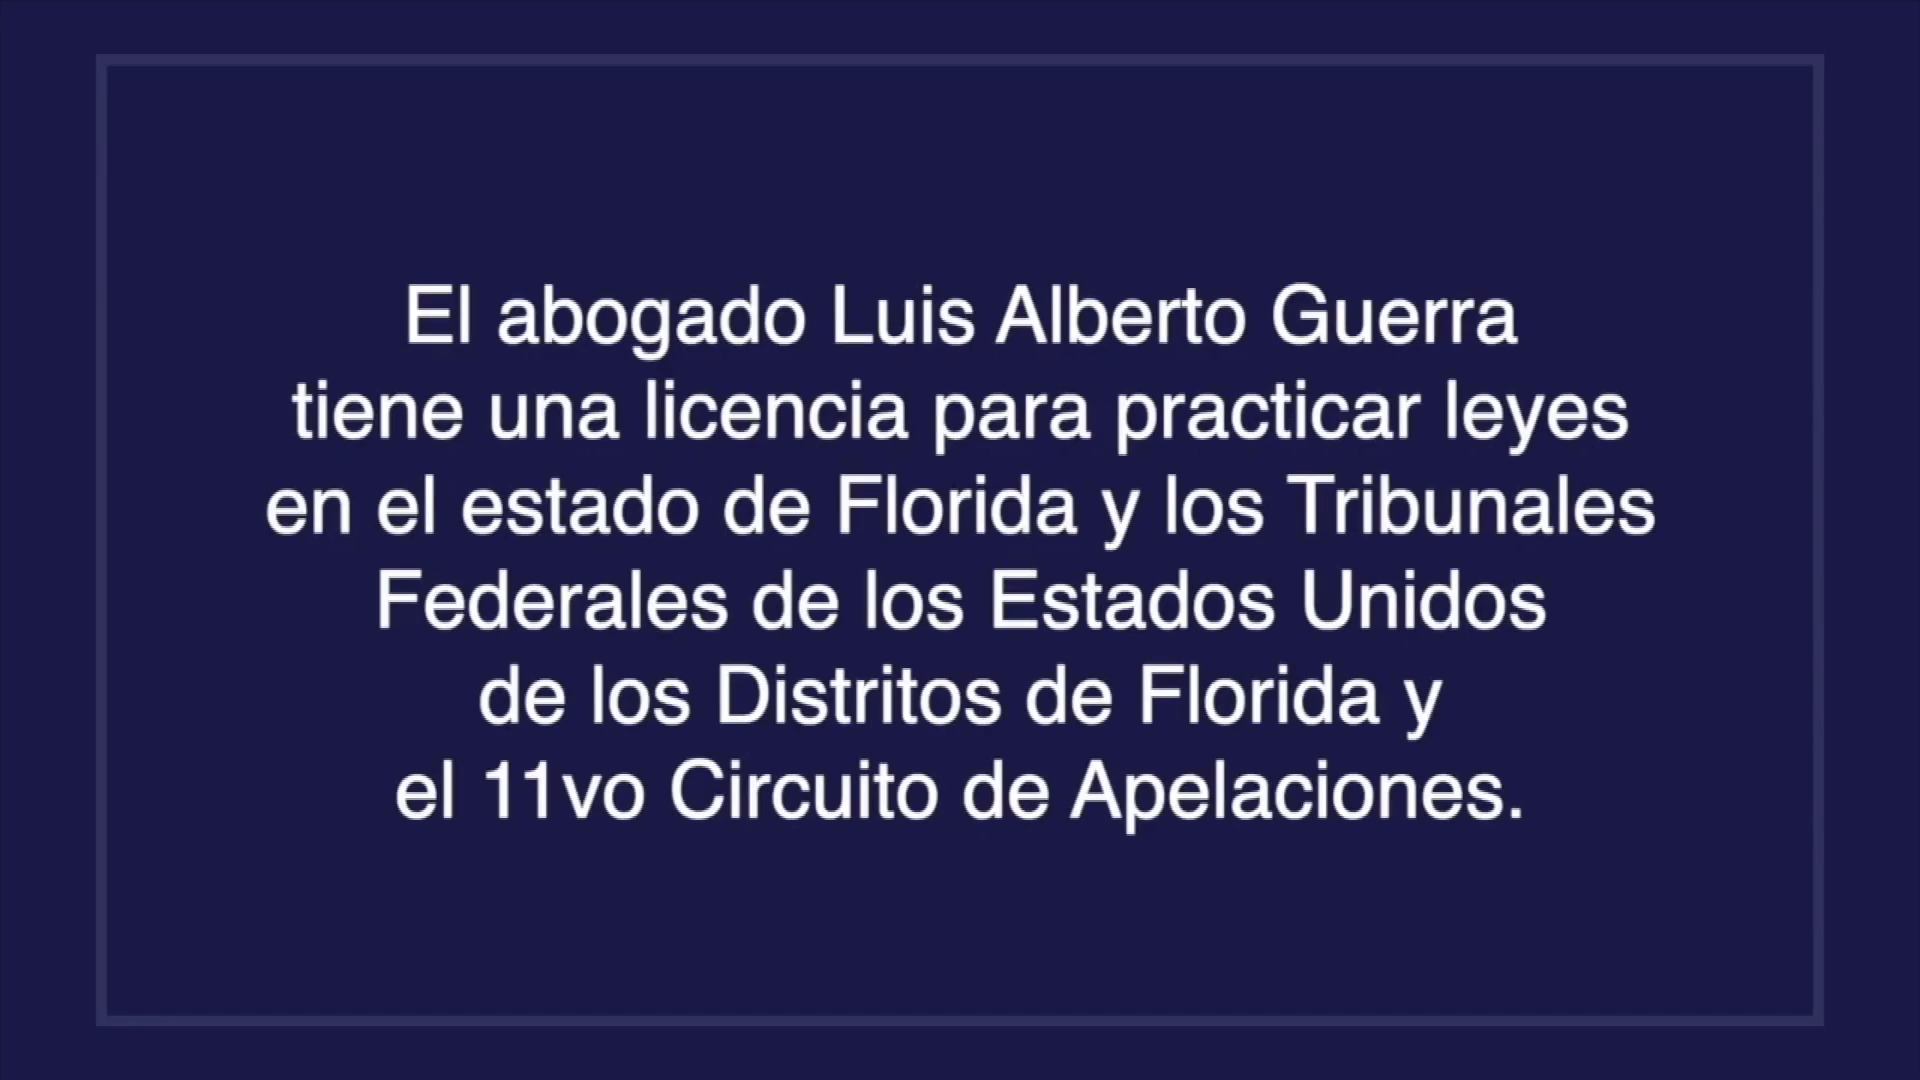 El abogado Luis Alberto Guerra
tiene una licencia para practicar leyes
en el estado de Florida y los Tribunales
Federales de los Estados Unidos
de los Distritos de Florida y
el 11vo Circuito de Apelaciones.